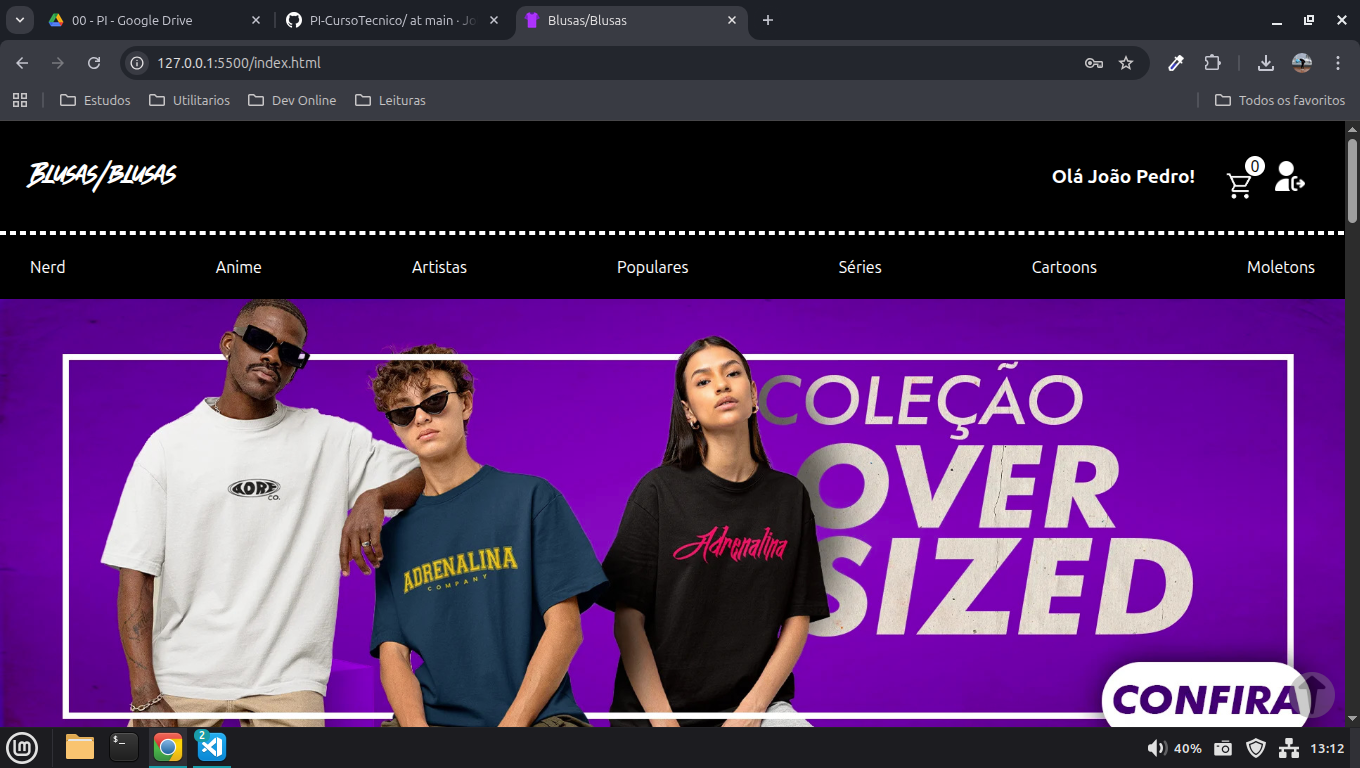 00 - PI - Google Drive
PI-CursoTecnico/ at main · Jo
Blusas/Blusas
127.0.0.1:5500/index.html
Estudos
Utilitarios
Dev Online
Leituras
Todos os favoritos
Blusas/blusas
Olá João Pedro!
0
Nerd
Anime
Artistas
Populares
Séries
Cartoons
Moletons
COLEÇÃO
OVER
SIZED
CO.
ADRENALINA
COMPANY
Adrenalina
CONFIRA
2
40%
13:12